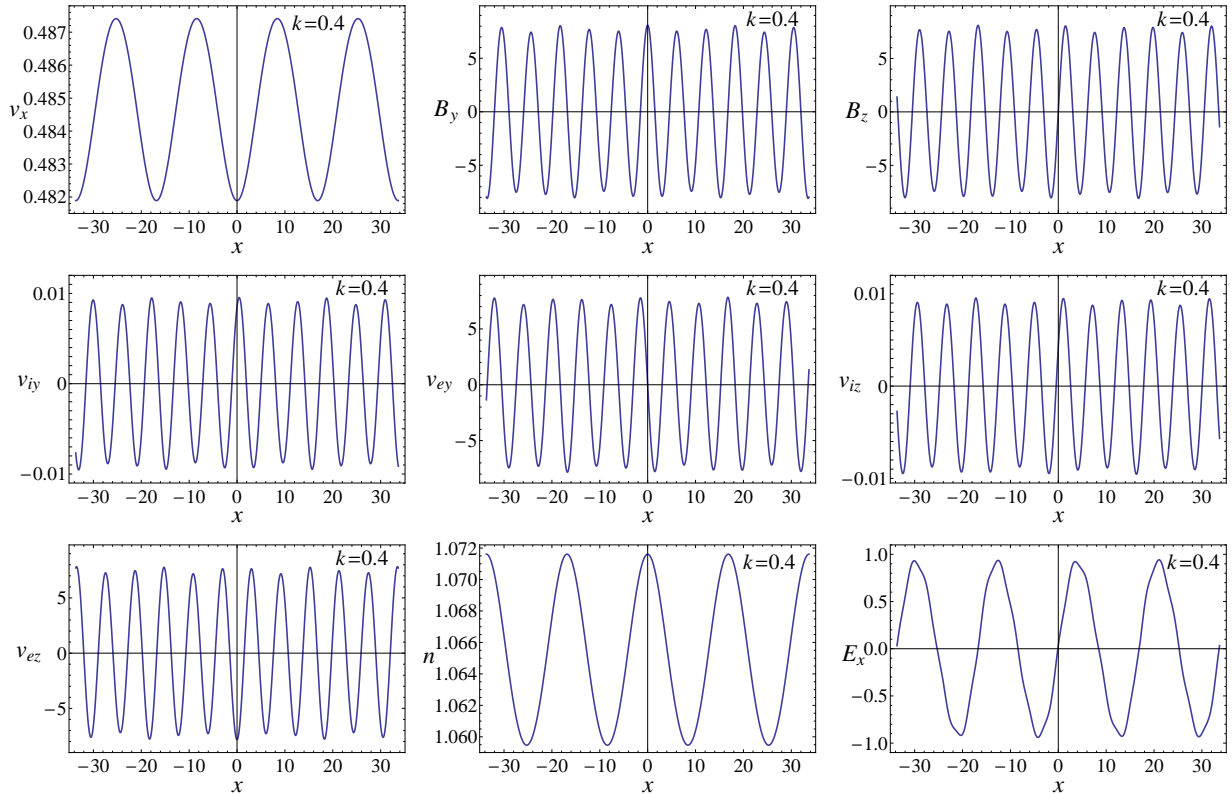 k=0.4
0.487
0.486
0.485
v_x
0.484
0.483
0.482
−30 −20 −10 0 10 20 30
x
k=0.4
5
B_y 0
−5
−30 −20 −10 0 10 20 30
x
k=0.4
5
B_z 0
−5
−30 −20 −10 0 10 20 30
x
k=0.4
0.01
v_iy 0
−0.01
−30 −20 −10 0 10 20 30
x
k=0.4
5
v_ey 0
−5
−30 −20 −10 0 10 20 30
x
k=0.4
0.01
v_iz 0
−0.01
−30 −20 −10 0 10 20 30
x
k=0.4
5
v_ez 0
−5
−30 −20 −10 0 10 20 30
x
1.072
k=0.4
1.070
1.068
1.066
n
1.064
1.062
1.060
−30 −20 −10 0 10 20 30
x
1.0
k=0.4
0.5
E_x 0.0
−0.5
−1.0
−30 −20 −10 0 10 20 30
x